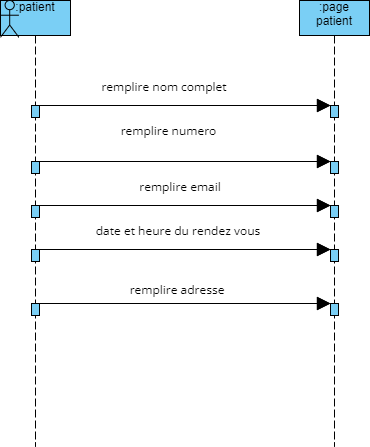 :patient
:page
patient
remplire nom complet
remplire numero
remplire email
date et heure du rendez vous
remplire adresse